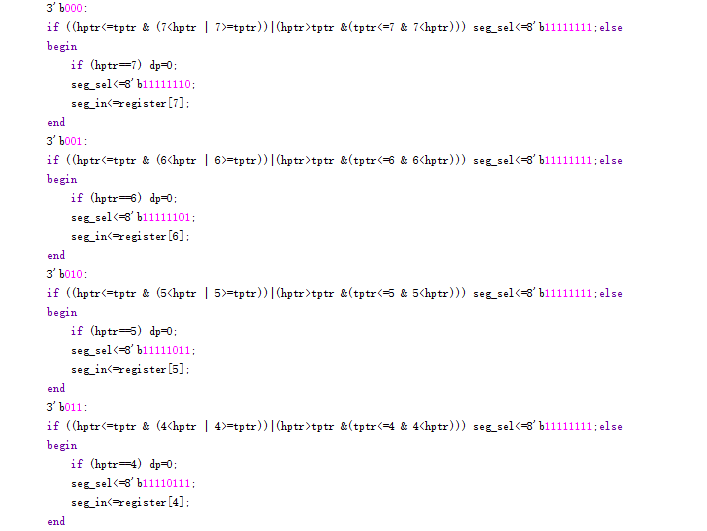 3'b000:
if ((hptr<=tptr & (7<hptr | 7>=tptr))|(hptr>tptr &(tptr<=7 & 7<hptr))) seg_sel<=8'b11111111;else
begin
    if (hptr==7) dp=0;
    seg_sel<=8'b11111110;
    seg_in<=register[7];
end
3'b001:
if ((hptr<=tptr & (6<hptr | 6>=tptr))|(hptr>tptr &(tptr<=6 & 6<hptr))) seg_sel<=8'b11111111;else
begin
    if (hptr==6) dp=0;
    seg_sel<=8'b11111101;
    seg_in<=register[6];
end
3'b010:
if ((hptr<=tptr & (5<hptr | 5>=tptr))|(hptr>tptr &(tptr<=5 & 5<hptr))) seg_sel<=8'b11111111;else
begin
    if (hptr==5) dp=0;
    seg_sel<=8'b11111011;
    seg_in<=register[5];
end
3'b011:
if ((hptr<=tptr & (4<hptr | 4>=tptr))|(hptr>tptr &(tptr<=4 & 4<hptr))) seg_sel<=8'b11111111;else
begin
    if (hptr==4) dp=0;
    seg_sel<=8'b11110111;
    seg_in<=register[4];
end